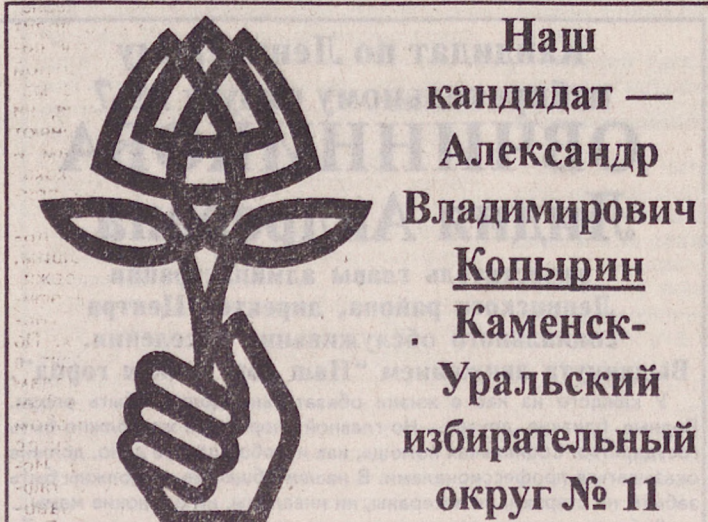 Наш
кандидат —
Александр
Владимирович
Копырин
Каменск-
Уральский
избирательный
округ № 11